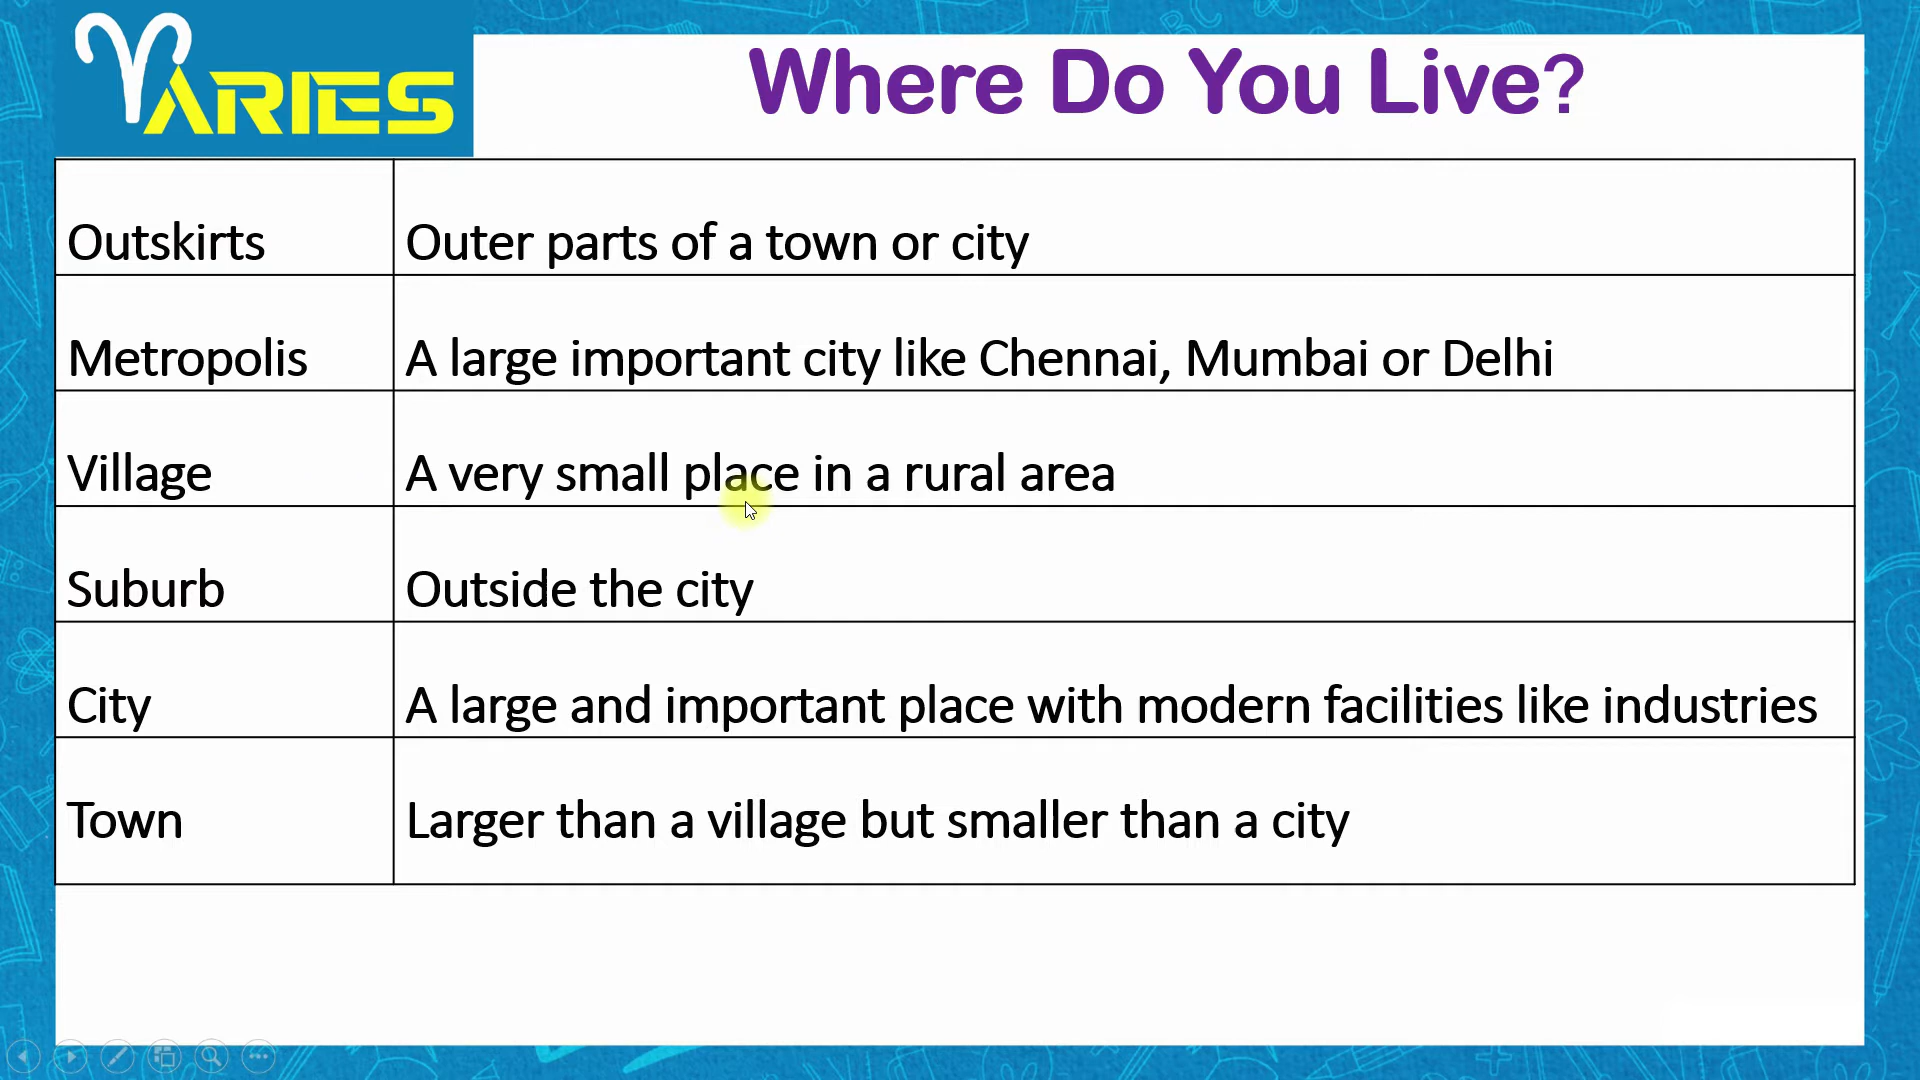 ARIES
Where Do You Live?
Outskirts
Outer parts of a town or city
Metropolis
A large important city like Chennai, Mumbai or Delhi
Village
A very small place in a rural area
Suburb
Outside the city
City
A large and important place with modern facilities like industries
Town
Larger than a village but smaller than a city